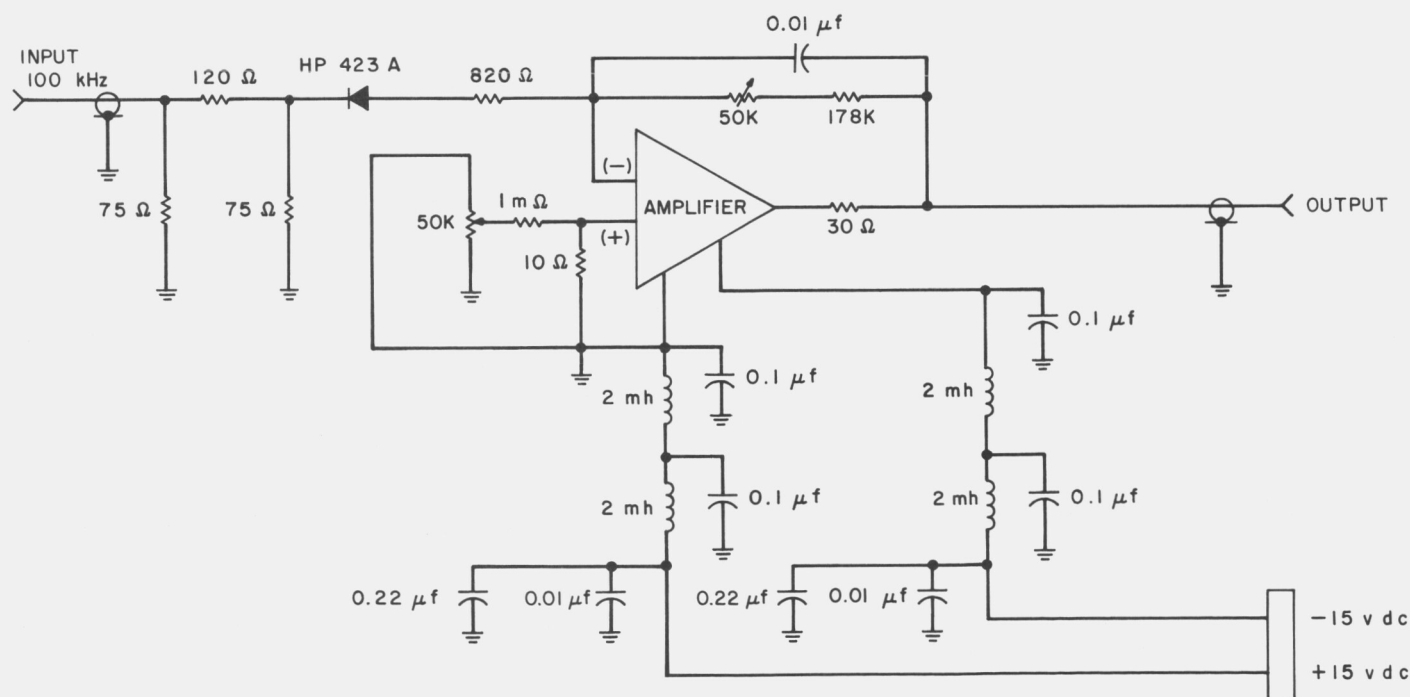 0.01 μf
INPUT
100 kHz
120 Ω
HP 423 A
820 Ω
50K
178K
(−)
1 m Ω
AMPLIFIER
OUTPUT
75 Ω
75 Ω
50K
(+)
30 Ω
10 Ω
0.1 μf
0.1 μf
2 mh
2 mh
0.1 μf
0.1 μf
2 mh
2 mh
0.22 μf
0.01 μf
0.22 μf
0.01 μf
−15 v dc
+15 v dc